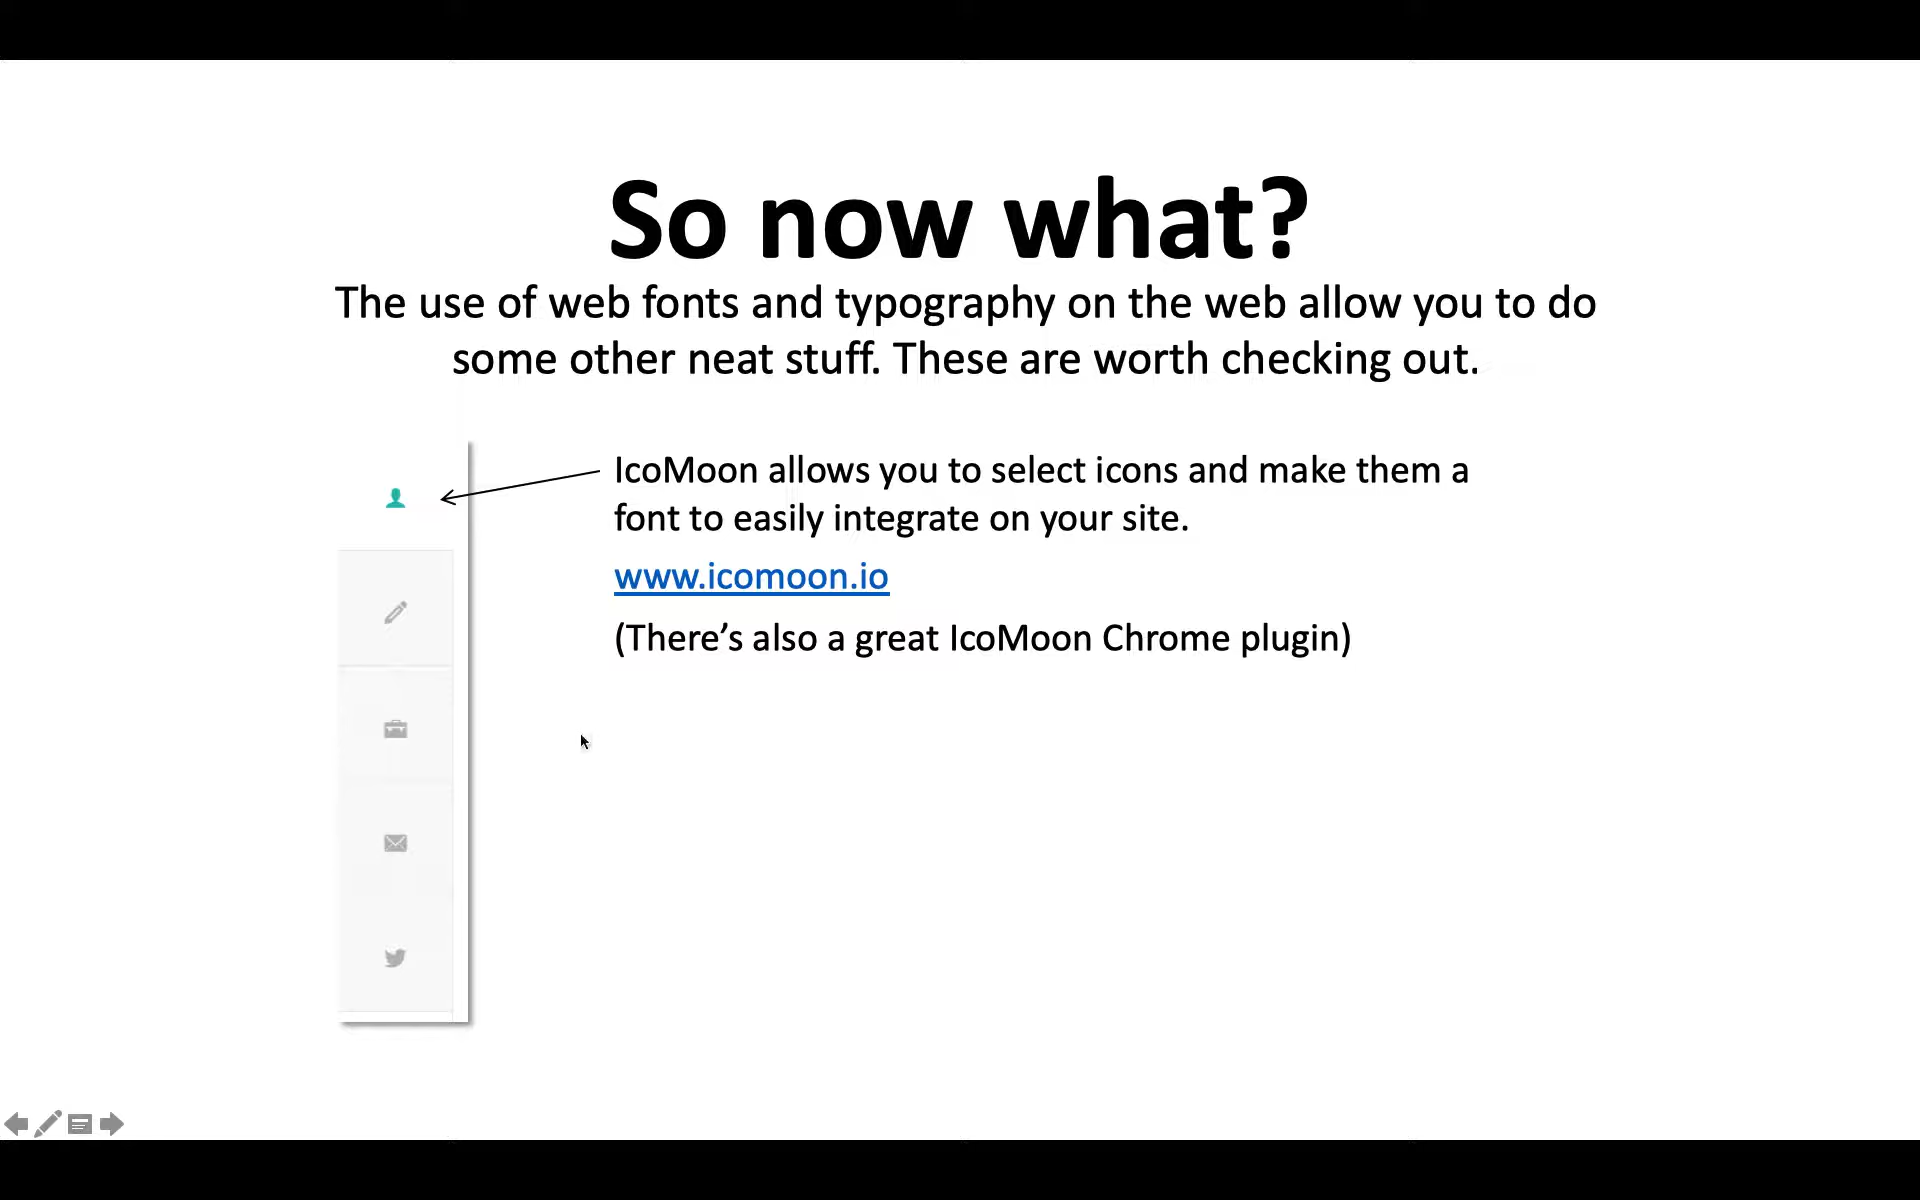 So now what?
The use of web fonts and typography on the web allow you to do
some other neat stuff. These are worth checking out.
IcoMoon allows you to select icons and make them a
font to easily integrate on your site.
www.icomoon.io
(There’s also a great IcoMoon Chrome plugin)